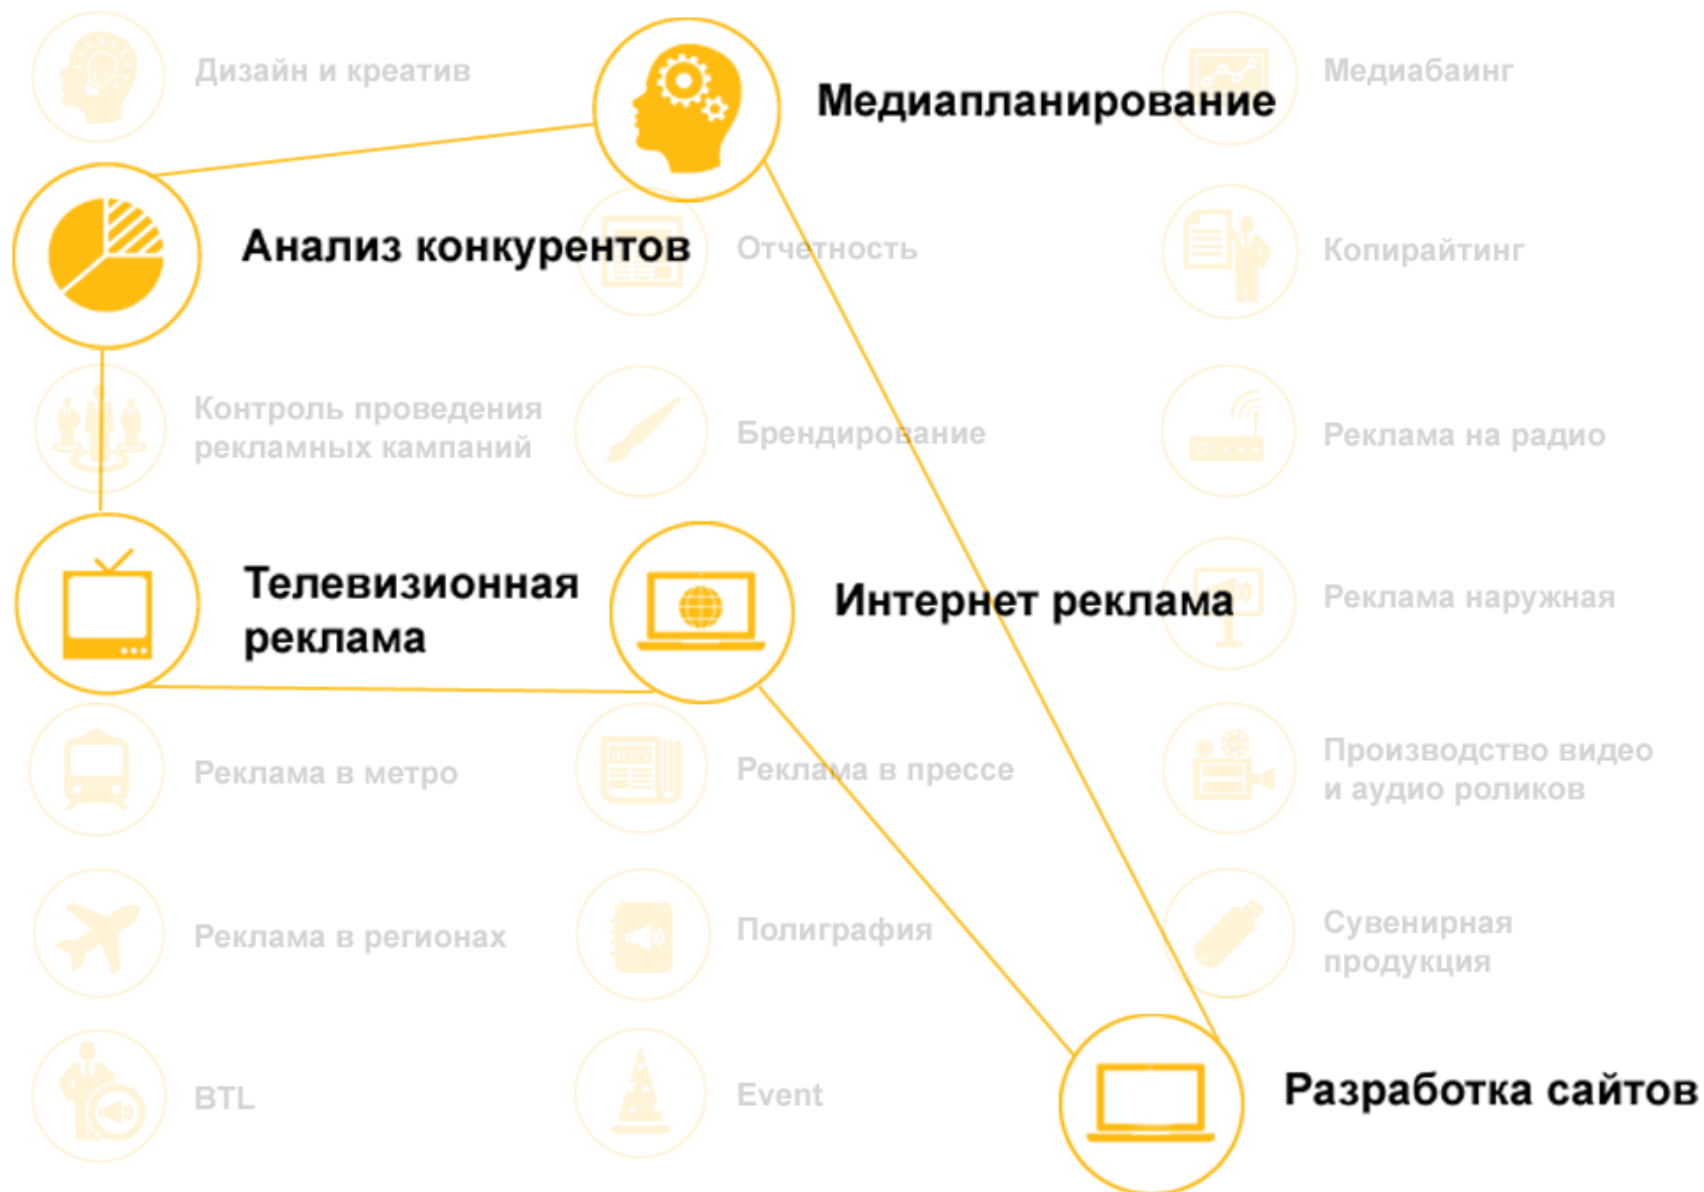 Дизайн и креатив
Медиапланирование
Медиабаинг
Анализ конкурентов
Отчетность
Копирайтинг
Контроль проведения
рекламных кампаний
Брендирование
Реклама на радио
Телевизионная
реклама
Интернет реклама
Реклама наружная
Реклама в метро
NEWS
Реклама в прессе
Производство видео
и аудио роликов
Реклама в регионах
Полиграфия
Сувенирная
продукция
BTL
Event
Разработка сайтов